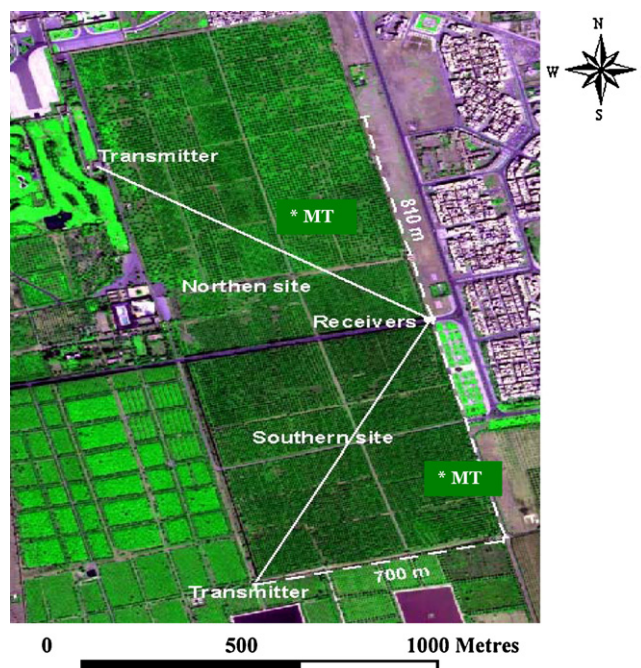 N
W
S
Transmitter
* MT
810 m
Northen site
Receivers
Southern site
* MT
700 m
Transmitter
0 500 1000 Metres